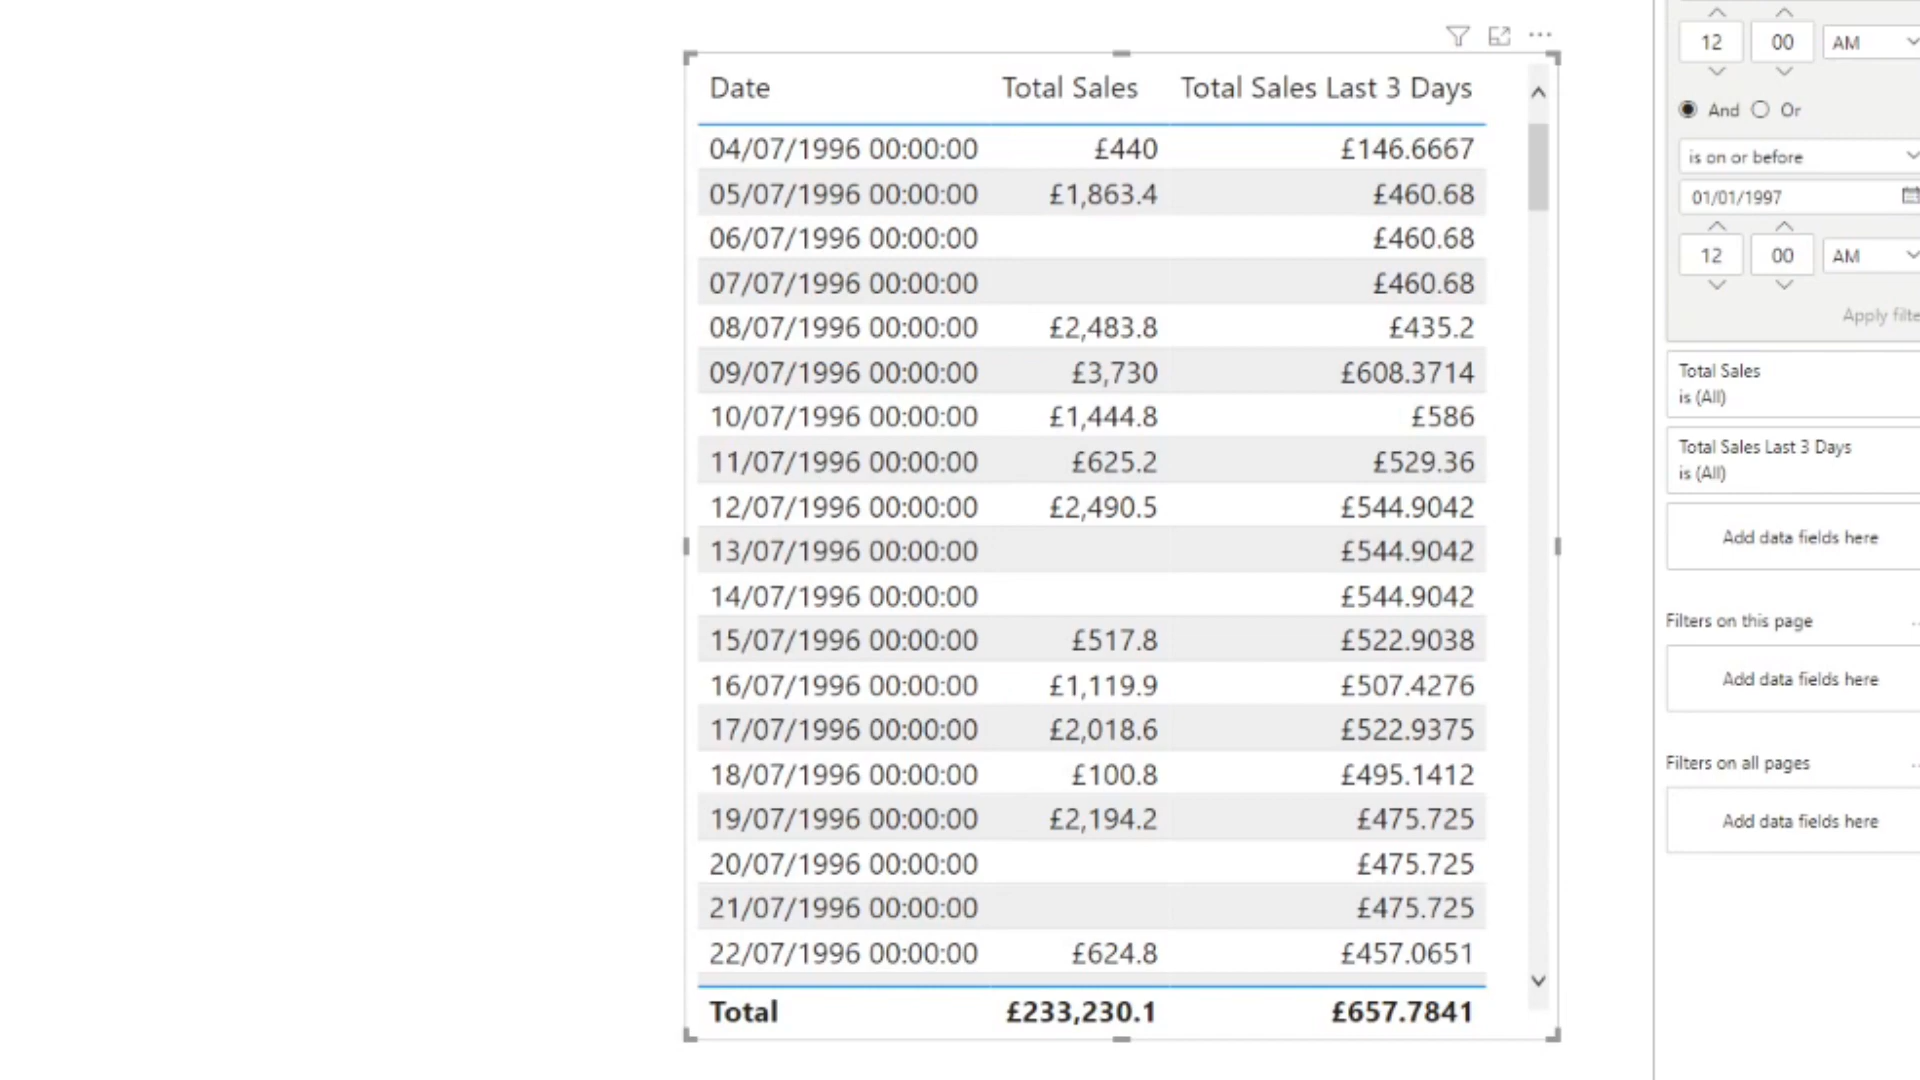 Date Total Sales Total Sales Last 3 Days
04/07/1996 00:00:00 £440 £146.6667
05/07/1996 00:00:00 £1,863.4 £460.68
06/07/1996 00:00:00 £460.68
07/07/1996 00:00:00 £460.68
08/07/1996 00:00:00 £2,483.8 £435.2
09/07/1996 00:00:00 £3,730 £608.3714
10/07/1996 00:00:00 £1,444.8 £586
11/07/1996 00:00:00 £625.2 £529.36
12/07/1996 00:00:00 £2,490.5 £544.9042
13/07/1996 00:00:00 £544.9042
14/07/1996 00:00:00 £544.9042
15/07/1996 00:00:00 £517.8 £522.9038
16/07/1996 00:00:00 £1,119.9 £507.4276
17/07/1996 00:00:00 £2,018.6 £522.9375
18/07/1996 00:00:00 £100.8 £495.1412
19/07/1996 00:00:00 £2,194.2 £475.725
20/07/1996 00:00:00 £475.725
21/07/1996 00:00:00 £475.725
22/07/1996 00:00:00 £624.8 £457.0651
Total £233,230.1 £657.7841
12 00 AM
And Or
is on or before
01/01/1997
12 00 AM
Apply filte
Total Sales
is (All)
Total Sales Last 3 Days
is (All)
Add data fields here
Filters on this page
Add data fields here
Filters on all pages
Add data fields here